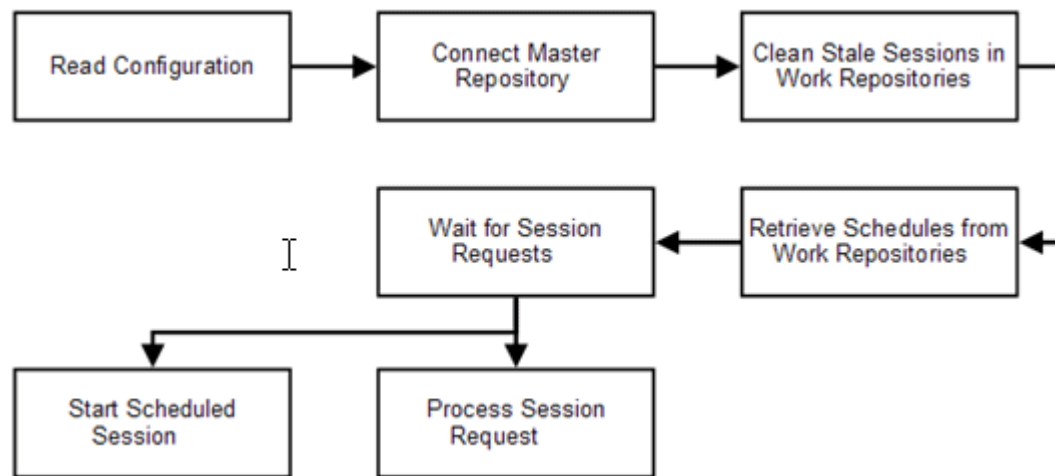 Read Configuration
Connect Master
Repository
Clean Stale Sessions in
Work Repositories
Wait for Session
Requests
Retrieve Schedules from
Work Repositories
Start Scheduled
Session
Process Session
Request